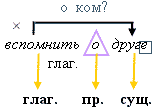 о ком?
×
вспомнить о друге
глаг.
глаг. пр. сущ.